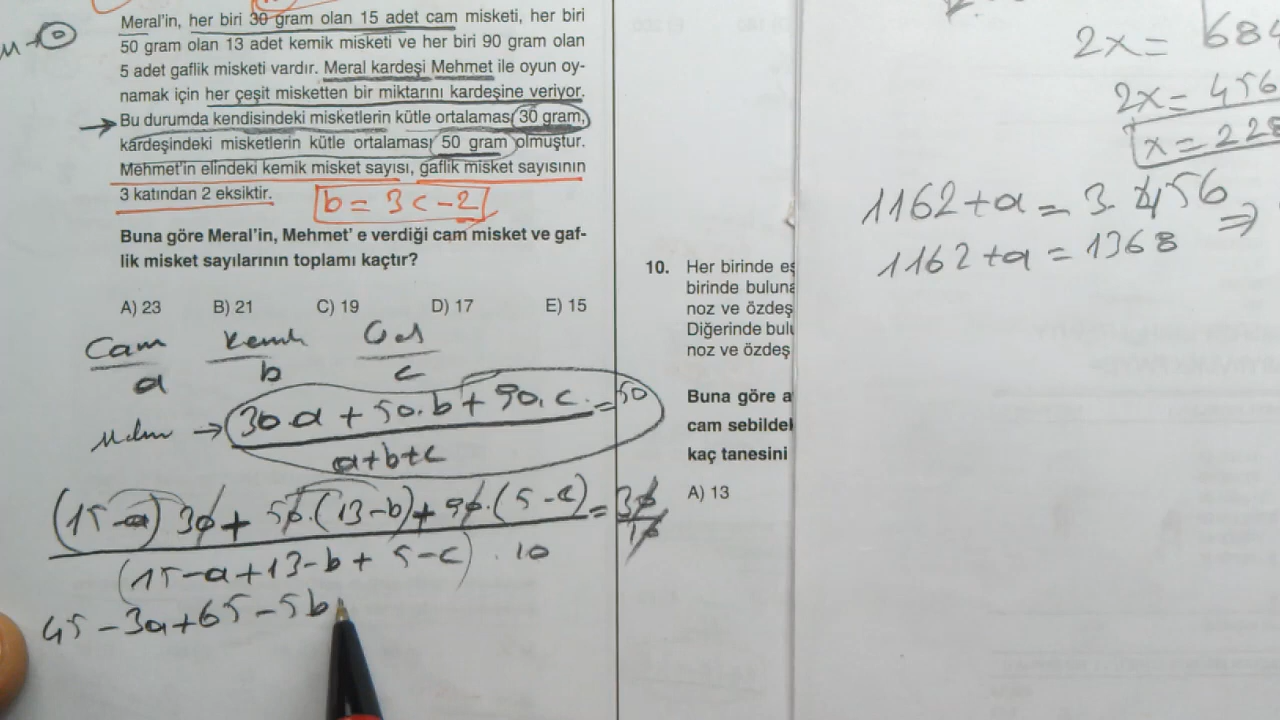 Meral'in, her biri 30 gram olan 15 adet cam misketi, her biri
50 gram olan 13 adet kemik misketi ve her biri 90 gram olan
5 adet gaflik misketi vardır. Meral kardeşi Mehmet ile oyun oy-
namak için her çeşit misketten bir miktarını kardeşine veriyor.
Bu durumda kendisindeki misketlerin kütle ortalaması 30 gram,
kardeşindeki misketlerin kütle ortalaması 50 gram olmuştur.
Mehmet'in elindeki kemik misket sayısı, gaflik misket sayısının
3 katından 2 eksiktir.
b = 3c - 2
Buna göre Meral'in, Mehmet' e verdiği cam misket ve gaf-
lik misket sayılarının toplamı kaçtır?
A) 23 B) 21 C) 19 D) 17 E) 15
Cam
a b c
30.a + 50.b + 90.c = 50
a+b+c
(15-a) 30 + 50.(13-b) + 90.(5-c) = 30
(15-a+13-b+5-c) . 10
45-3a+65-5b
10. Her birinde eş
birinde buluna
noz ve özdeş
Diğerinde bulu
noz ve özdeş
Buna göre a
cam sebildel
kaç tanesini
A) 13
2x = 684
2x = 456
x = 228
1162+a = 3.456 ⇒
1162+a = 1368